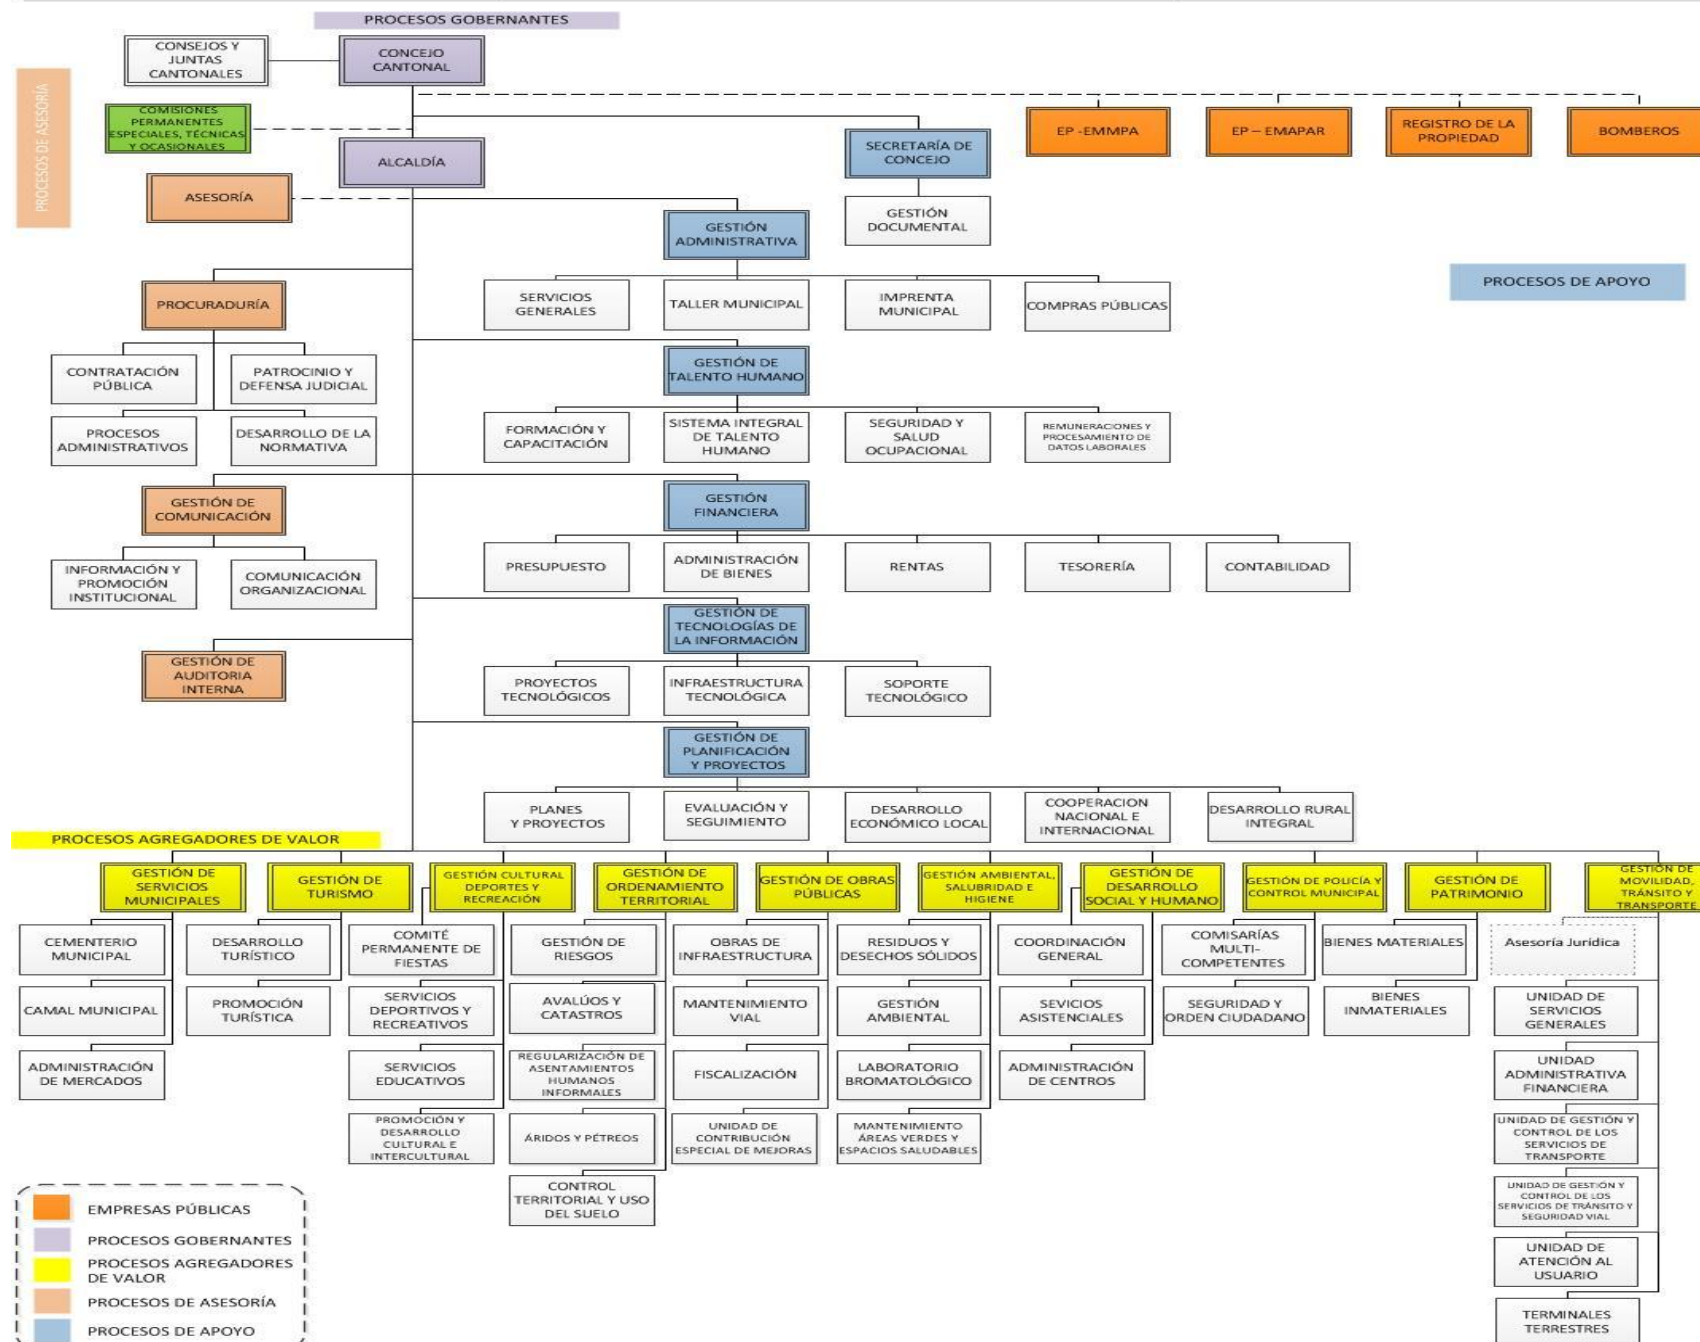 PROCESOS GOBERNANTES
CONSEJOS Y
JUNTAS
CANTONALES
CONCEJO
CANTONAL
PROCESOS DE ASESORÍA
COMISIONES
PERMANENTES
ESPECIALES, TÉCNICAS
Y OCASIONALES
ALCALDÍA
SECRETARÍA DE
CONCEJO
EP -EMMPA
EP – EMAPAR
REGISTRO DE LA
PROPIEDAD
BOMBEROS
ASESORÍA
GESTIÓN
DOCUMENTAL
GESTIÓN
ADMINISTRATIVA
PROCESOS DE APOYO
PROCURADURÍA
SERVICIOS
GENERALES
TALLER MUNICIPAL
IMPRENTA
MUNICIPAL
COMPRAS PÚBLICAS
CONTRATACIÓN
PÚBLICA
PATROCINIO Y
DEFENSA JUDICIAL
GESTIÓN DE
TALENTO HUMANO
PROCESOS
ADMINISTRATIVOS
DESARROLLO DE LA
NORMATIVA
FORMACIÓN Y
CAPACITACIÓN
SISTEMA INTEGRAL
DE TALENTO
HUMANO
SEGURIDAD Y
SALUD
OCUPACIONAL
REMUNERACIONES Y
PROCESAMIENTO DE
DATOS LABORALES
GESTIÓN DE
COMUNICACIÓN
GESTIÓN
FINANCIERA
INFORMACIÓN Y
PROMOCIÓN
INSTITUCIONAL
COMUNICACIÓN
ORGANIZACIONAL
PRESUPUESTO
ADMINISTRACIÓN
DE BIENES
RENTAS
TESORERÍA
CONTABILIDAD
GESTIÓN DE
TECNOLOGÍAS DE
LA INFORMACIÓN
GESTIÓN DE
AUDITORIA
INTERNA
PROYECTOS
TECNOLÓGICOS
INFRAESTRUCTURA
TECNOLÓGICA
SOPORTE
TECNOLÓGICO
GESTIÓN DE
PLANIFICACIÓN
Y PROYECTOS
PLANES
Y PROYECTOS
EVALUACIÓN Y
SEGUIMIENTO
DESARROLLO
ECONÓMICO LOCAL
COOPERACION
NACIONAL E
INTERNACIONAL
DESARROLLO RURAL
INTEGRAL
PROCESOS AGREGADORES DE VALOR
GESTIÓN DE
SERVICIOS
MUNICIPALES
GESTIÓN DE
TURISMO
GESTIÓN CULTURAL
DEPORTES Y
RECREACIÓN
GESTIÓN DE
ORDENAMIENTO
TERRITORIAL
GESTIÓN DE OBRAS
PÚBLICAS
GESTIÓN AMBIENTAL,
SALUBRIDAD E
HIGIENE
GESTIÓN DE
DESARROLLO
SOCIAL Y HUMANO
GESTIÓN DE POLICÍA Y
CONTROL MUNICIPAL
GESTIÓN DE
PATRIMONIO
GESTIÓN DE
MOVILIDAD,
TRÁNSITO Y
TRANSPORTE
CEMENTERIO
MUNICIPAL
DESARROLLO
TURÍSTICO
COMITÉ
PERMANENTE DE
FIESTAS
GESTIÓN DE
RIESGOS
OBRAS DE
INFRAESTRUCTURA
RESIDUOS Y
DESECHOS SÓLIDOS
COORDINACIÓN
GENERAL
COMISARÍAS
MULTI-
COMPETENTES
BIENES MATERIALES
Asesoría Jurídica
CAMAL MUNICIPAL
PROMOCIÓN
TURÍSTICA
SERVICIOS
DEPORTIVOS Y
RECREATIVOS
AVALÚOS Y
CATASTROS
MANTENIMIENTO
VIAL
GESTIÓN
AMBIENTAL
SEVICIOS
ASISTENCIALES
SEGURIDAD Y
ORDEN CIUDADANO
BIENES
INMATERIALES
UNIDAD DE
SERVICIOS
GENERALES
ADMINISTRACIÓN
DE MERCADOS
SERVICIOS
EDUCATIVOS
REGULARIZACIÓN DE
ASENTAMIENTOS
HUMANOS
INFORMALES
FISCALIZACIÓN
LABORATORIO
BROMATOLÓGICO
ADMINISTRACIÓN
DE CENTROS
UNIDAD
ADMINISTRATIVA
FINANCIERA
PROMOCIÓN Y
DESARROLLO
CULTURAL E
INTERCULTURAL
ÁRIDOS Y PÉTREOS
UNIDAD DE
CONTRIBUCIÓN
ESPECIAL DE MEJORAS
MANTENIMIENTO
ÁREAS VERDES Y
ESPACIOS SALUDABLES
UNIDAD DE GESTIÓN Y
CONTROL DE LOS
SERVICIOS DE
TRANSPORTE
CONTROL
TERRITORIAL Y USO
DEL SUELO
UNIDAD DE GESTIÓN Y
CONTROL DE LOS
SERVICIOS DE TRÁNSITO Y
SEGURIDAD VIAL
UNIDAD DE
ATENCIÓN AL
USUARIO
TERMINALES
TERRESTRES
EMPRESAS PÚBLICAS
PROCESOS GOBERNANTES
PROCESOS AGREGADORES
DE VALOR
PROCESOS DE ASESORÍA
PROCESOS DE APOYO